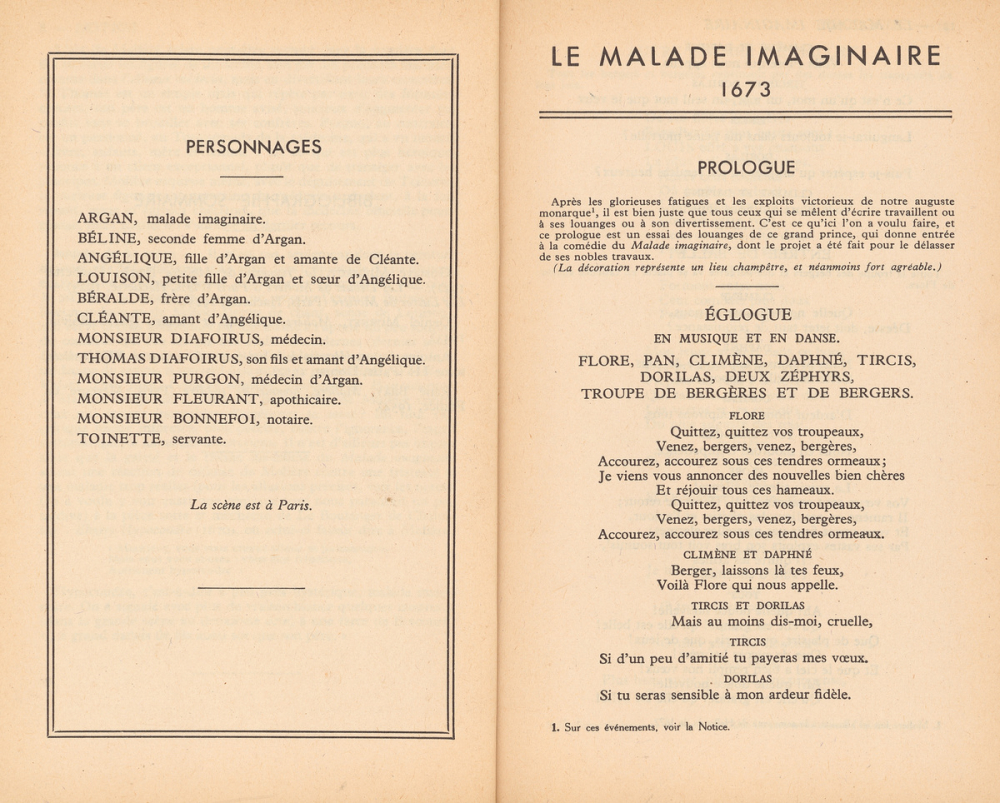 PERSONNAGES
ARGAN, malade imaginaire.
BÉLINE, seconde femme d'Argan.
ANGÉLIQUE, fille d'Argan et amante de Cléante.
LOUISON, petite fille d'Argan et sœur d'Angélique.
BÉRALDE, frère d'Argan.
CLÉANTE, amant d'Angélique.
MONSIEUR DIAFOIRUS, médecin.
THOMAS DIAFOIRUS, son fils et amant d'Angélique.
MONSIEUR PURGON, médecin d'Argan.
MONSIEUR FLEURANT, apothicaire.
MONSIEUR BONNEFOI, notaire.
TOINETTE, servante.
La scène est à Paris.
LE MALADE IMAGINAIRE
1673
PROLOGUE
Après les glorieuses fatigues et les exploits victorieux de notre auguste
monarque¹, il est bien juste que tous ceux qui se mêlent d'écrire travaillent ou
à ses louanges ou à son divertissement. C'est ce qu'ici l'on a voulu faire, et
ce prologue est un essai des louanges de ce grand prince, qui donne entrée
à la comédie du Malade imaginaire, dont le projet a été fait pour le délasser
de ses nobles travaux.
(La décoration représente un lieu champêtre, et néanmoins fort agréable.)
ÉGLOGUE
EN MUSIQUE ET EN DANSE.
FLORE, PAN, CLIMÈNE, DAPHNÉ, TIRCIS,
DORILAS, DEUX ZÉPHYRS,
TROUPE DE BERGÈRES ET DE BERGERS.
FLORE
Quittez, quittez vos troupeaux,
Venez, bergers, venez, bergères,
Accourez, accourez sous ces tendres ormeaux;
Je viens vous annoncer des nouvelles bien chères
Et réjouir tous ces hameaux.
Quittez, quittez vos troupeaux,
Venez, bergers, venez, bergères,
Accourez, accourez sous ces tendres ormeaux.
CLIMÈNE ET DAPHNÉ
Berger, laissons là tes feux,
Voilà Flore qui nous appelle.
TIRCIS ET DORILAS
Mais au moins dis-moi, cruelle,
TIRCIS
Si d'un peu d'amitié tu payeras mes vœux.
DORILAS
Si tu seras sensible à mon ardeur fidèle.
1. Sur ces événements, voir la Notice.